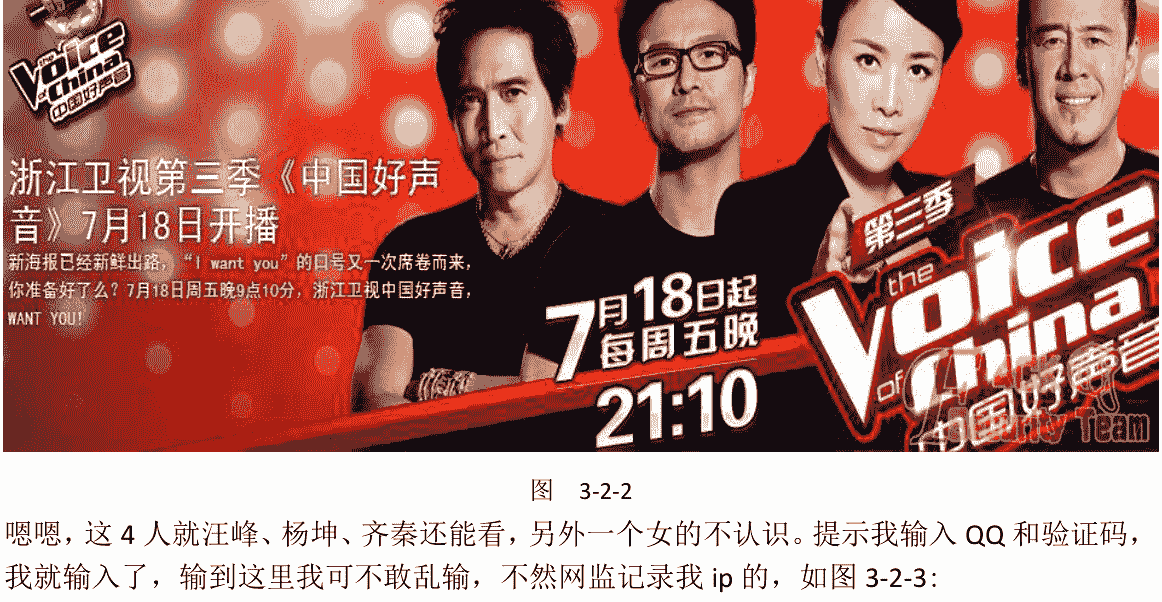 the
Voice
of China
中国好声音
浙江卫视第三季《中国好声
音》7月18日开播
新海报已经新鲜出路，“I want you”的口号又一次席卷而来，
你准备好了么？7月18日周五晚9点10分，浙江卫视中国好声音，
WANT YOU!
7月18日起
每周五晚
21:10
第三季
the
Voice
OF China
中国好声音
Security Team
图 3-2-2
嗯嗯，这 4 人就汪峰、杨坤、齐秦还能看，另外一个女的不认识。提示我输入 QQ 和验证码，
我就输入了，输到这里我可不敢乱输，不然网监记录我 ip 的，如图 3-2-3：